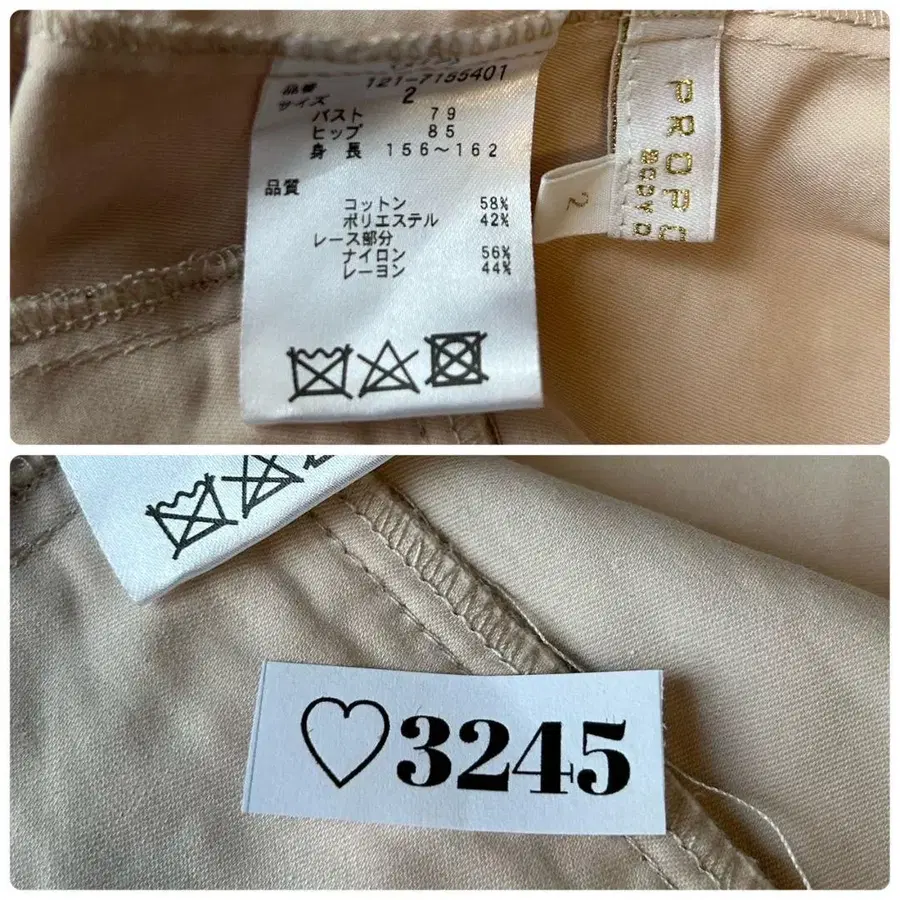 品番 121-7155401
サイズ 2
バスト 79
ヒップ 85
身長 156～162
品質
コットン 58%
ポリエステル 42%
レース部分
ナイロン 56%
レーヨン 44%
2
PROPO
BODY D
♡3245